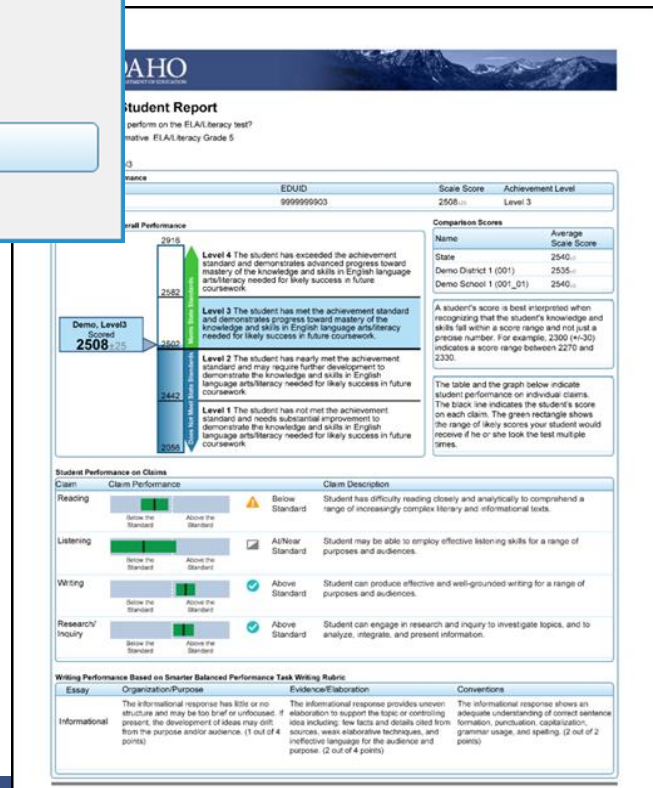 AHO
Student Report
perform on the ELA/Literacy test?
mative ELA/Literacy Grade 5
mance
EDUID
Scale Score
Achievement Level
9999999903
2508
Level 3
erall Performance
2916
2582
2502
2442
2056
Meets State Standards
Does Not Meet State Standards
Demo, Level3
Scored
2508±25
Level 4 The student has exceeded the achievement
standard and demonstrates advanced progress toward
mastery of the knowledge and skills in English language
arts/literacy needed for likely success in future
coursework.
Level 3 The student has met the achievement standard
and demonstrates progress toward mastery of the
knowledge and skills in English language arts/literacy
needed for likely success in future coursework.
Level 2 The student has nearly met the achievement
standard and may require further development to
demonstrate the knowledge and skills in English
language arts/literacy needed for likely success in future
coursework.
Level 1 The student has not met the achievement
standard and needs substantial improvement to
demonstrate the knowledge and skills in English
language arts/literacy needed for likely success in future
coursework.
Comparison Scores
Name
Average
Scale Score
State
2540
Demo District 1 (001)
2535
Demo School 1 (001_01)
2540
A student's score is best interpreted when
recognizing that the student's knowledge and
skills fall within a score range and not just a
precise number. For example, 2300 (+/-30)
indicates a score range between 2270 and
2330.
The table and the graph below indicate
student performance on individual claims.
The black line indicates the student's score
on each claim. The green rectangle shows
the range of likely scores your student would
receive if he or she took the test multiple
times.
Student Performance on Claims
Claim
Claim Performance
Claim Description
Reading
Below the
Standard
Above the
Standard
Below
Standard
Student has difficulty reading closely and analytically to comprehend a
range of increasingly complex literary and informational texts.
Listening
Below the
Standard
Above the
Standard
At/Near
Standard
Student may be able to employ effective listening skills for a range of
purposes and audiences.
Writing
Below the
Standard
Above the
Standard
Above
Standard
Student can produce effective and well-grounded writing for a range of
purposes and audiences.
Research/
Inquiry
Below the
Standard
Above the
Standard
Above
Standard
Student can engage in research and inquiry to investigate topics, and to
analyze, integrate, and present information.
Writing Performance Based on Smarter Balanced Performance Task Writing Rubric
Essay
Organization/Purpose
Evidence/Elaboration
Conventions
Informational
The informational response has little or no
structure and may be too brief or unfocused. If
present, the development of ideas may drift
from the purpose and/or audience. (1 out of 4
points)
The informational response provides uneven
elaboration to support the topic or controlling
idea including: few facts and details cited from
sources, weak elaborative techniques, and
ineffective language for the audience and
purpose. (2 out of 4 points)
The informational response shows an
adequate understanding of correct sentence
formation, punctuation, capitalization,
grammar usage, and spelling. (2 out of 2
points)